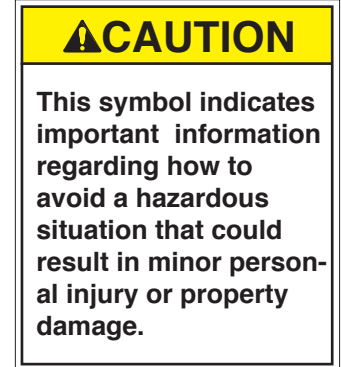 CAUTION
This symbol indicates
important information
regarding how to
avoid a hazardous
situation that could
result in minor person-
al injury or property
damage.